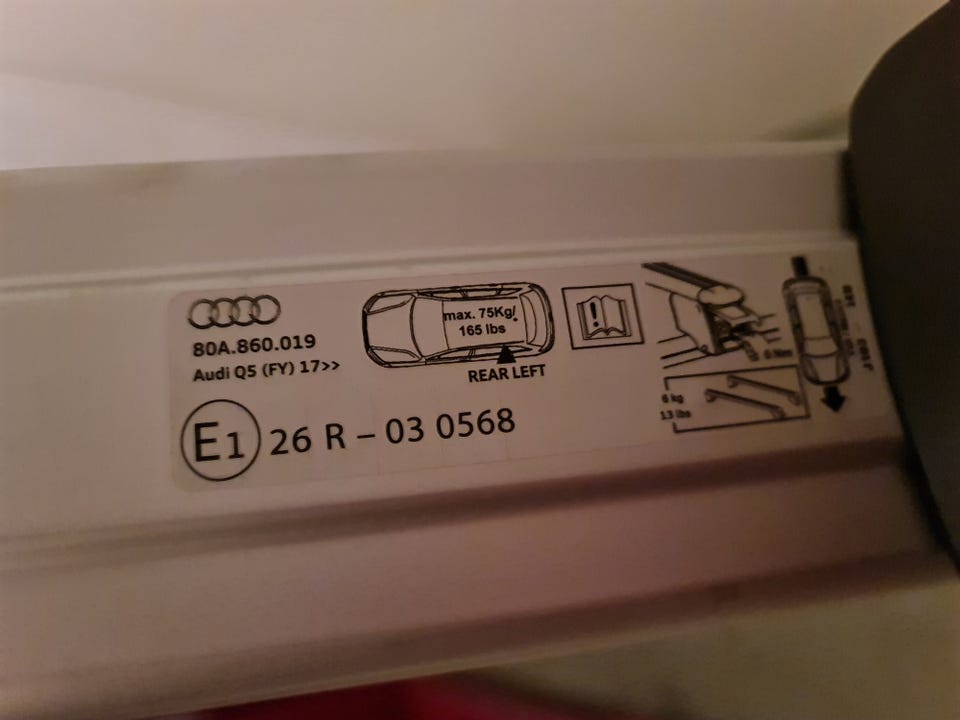 80A.860.019
Audi Q5 (FY) 17>>
max. 75Kg/
165 lbs
REAR LEFT
E1 26 R – 03 0568
6 kg
13 lbs